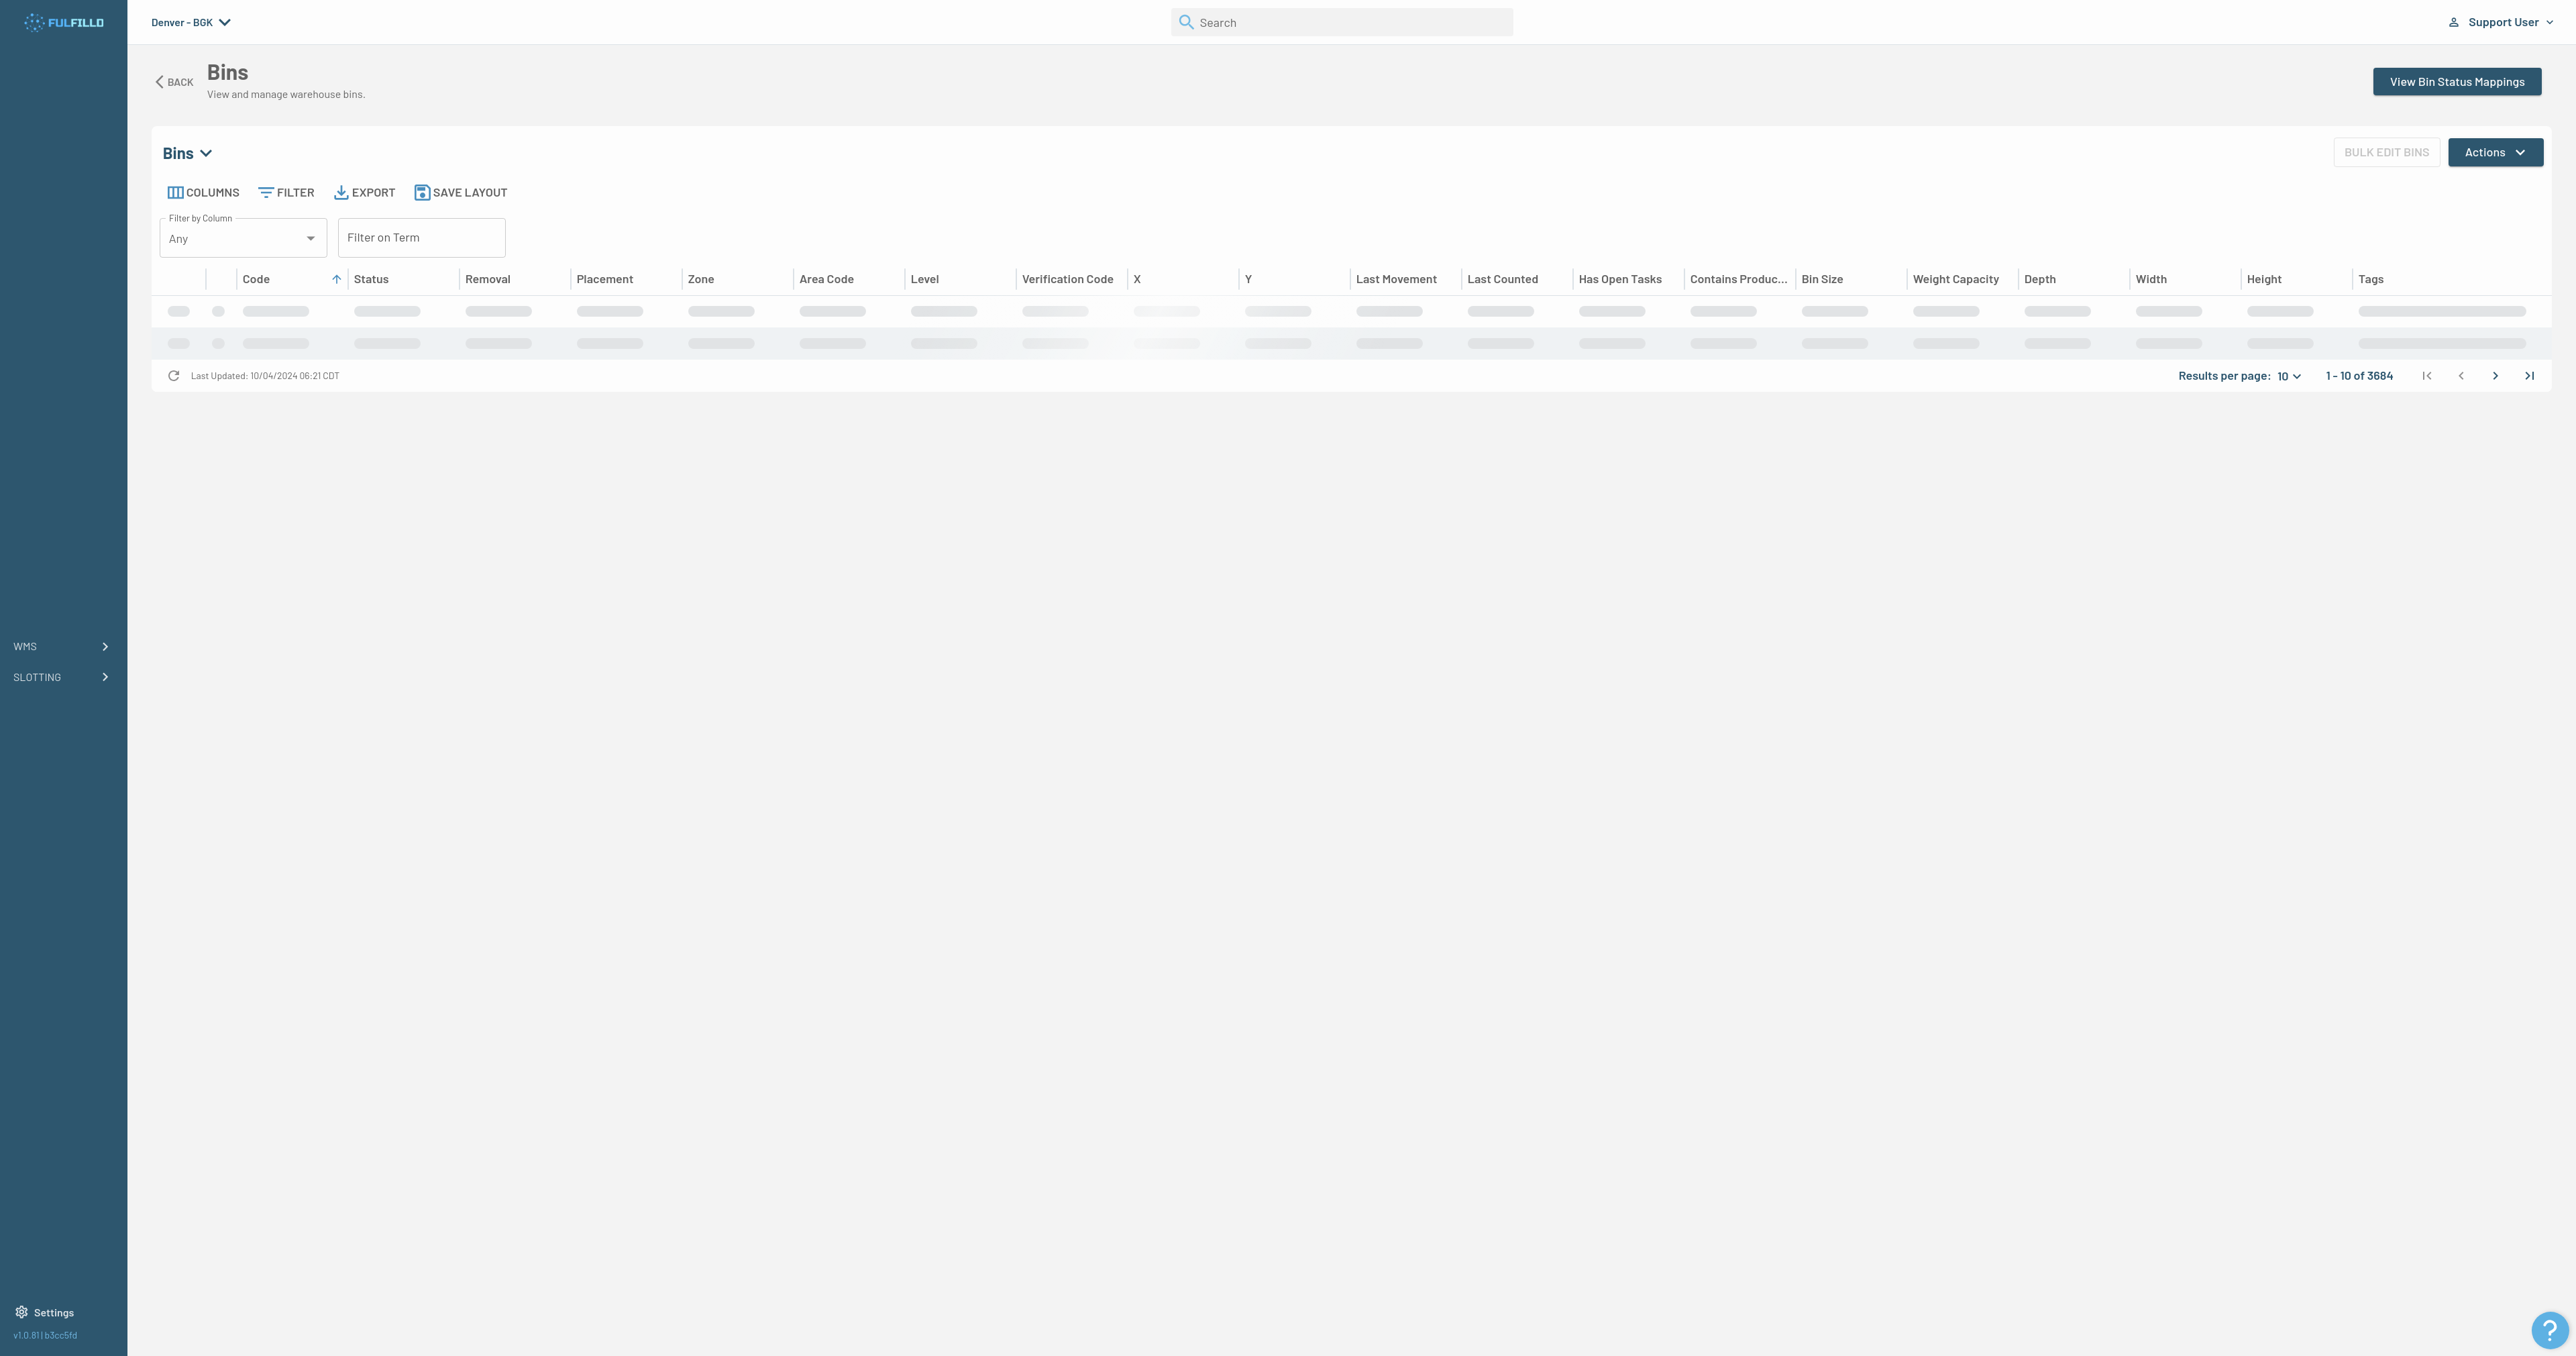 FULFILLD
Denver - BGK
Search
Support User
BACK
Bins
View and manage warehouse bins.
View Bin Status Mappings
Bins
BULK EDIT BINS
Actions
COLUMNS FILTER EXPORT SAVE LAYOUT
Filter by Column
Any
Filter on Term
Code Status Removal Placement Zone Area Code Level Verification Code X Y Last Movement Last Counted Has Open Tasks Contains Produc... Bin Size Weight Capacity Depth Width Height Tags
Last Updated: 10/04/2024 06:21 CDT
Results per page: 10 1 - 10 of 3684
WMS
SLOTTING
Settings
v1.0.81 | b3cc5fd